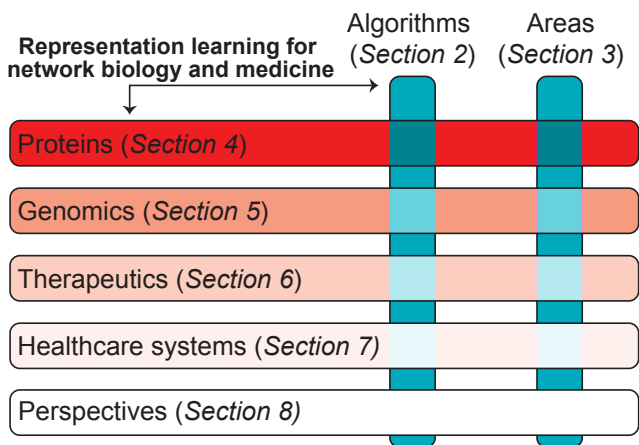 Representation learning for
network biology and medicine
Algorithms
(Section 2)
Areas
(Section 3)
Proteins (Section 4)
Genomics (Section 5)
Therapeutics (Section 6)
Healthcare systems (Section 7)
Perspectives (Section 8)